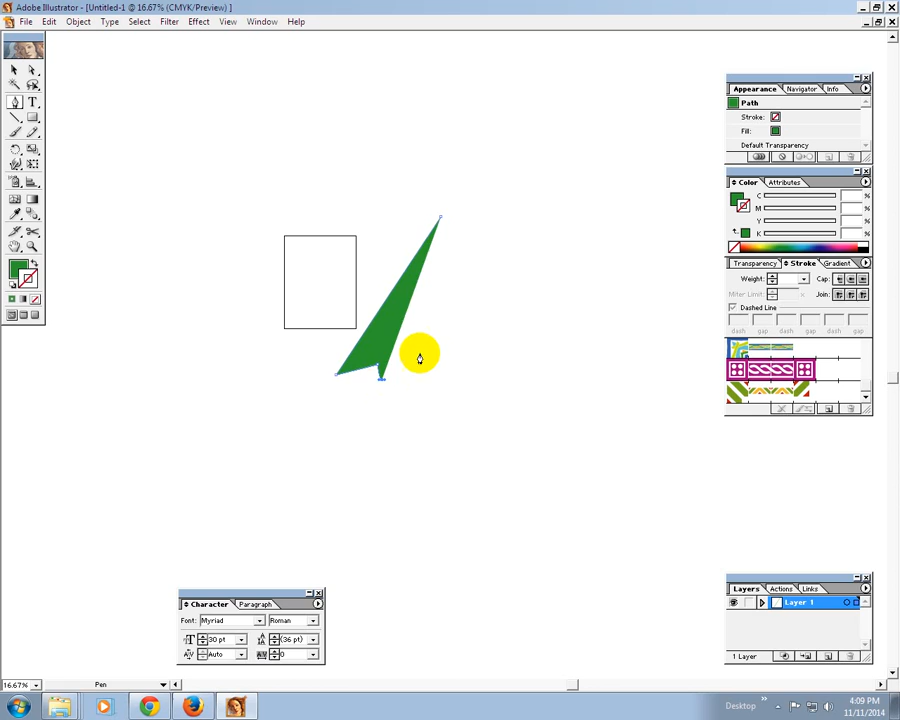 Adobe Illustrator - [Untitled-1 @ 16.67% (CMYK/Preview) ]
File Edit Object Type Select Filter Effect View Window Help
Appearance Navigator Info
Path
Stroke:
Fill:
Default Transparency
Color Attributes
C %
M %
Y %
K %
Transparency Stroke Gradient
Weight: Cap:
Miter Limit: x Join:
Dashed Line
dash gap dash gap dash gap
Layers Actions Links
Layer 1
1 Layer
Character Paragraph
Font: Myriad Roman
30 pt (36 pt)
Auto 0
16.67% Pen
Desktop
4:09 PM
11/11/2014